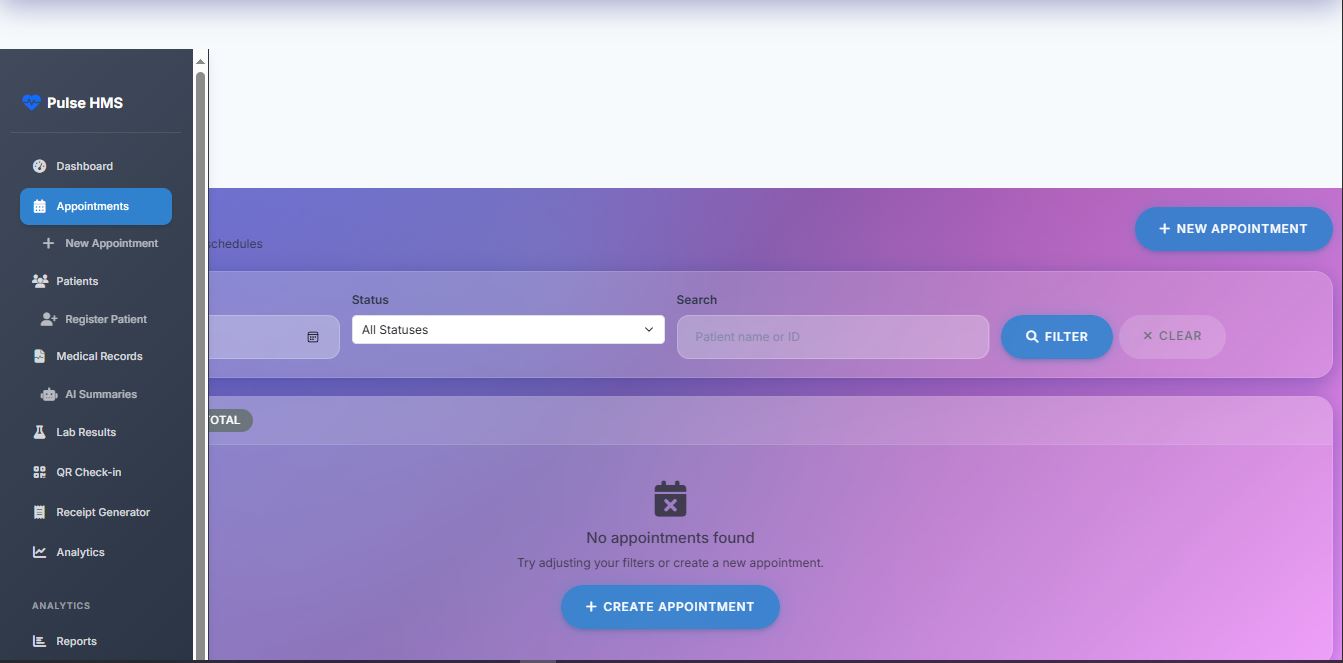 Pulse HMS
Dashboard
Appointments
New Appointment
Patients
Register Patient
Medical Records
AI Summaries
Lab Results
QR Check-in
Receipt Generator
Analytics
ANALYTICS
Reports
schedules
NEW APPOINTMENT
Status
All Statuses
Search
Patient name or ID
FILTER
CLEAR
TOTAL
No appointments found
Try adjusting your filters or create a new appointment.
CREATE APPOINTMENT